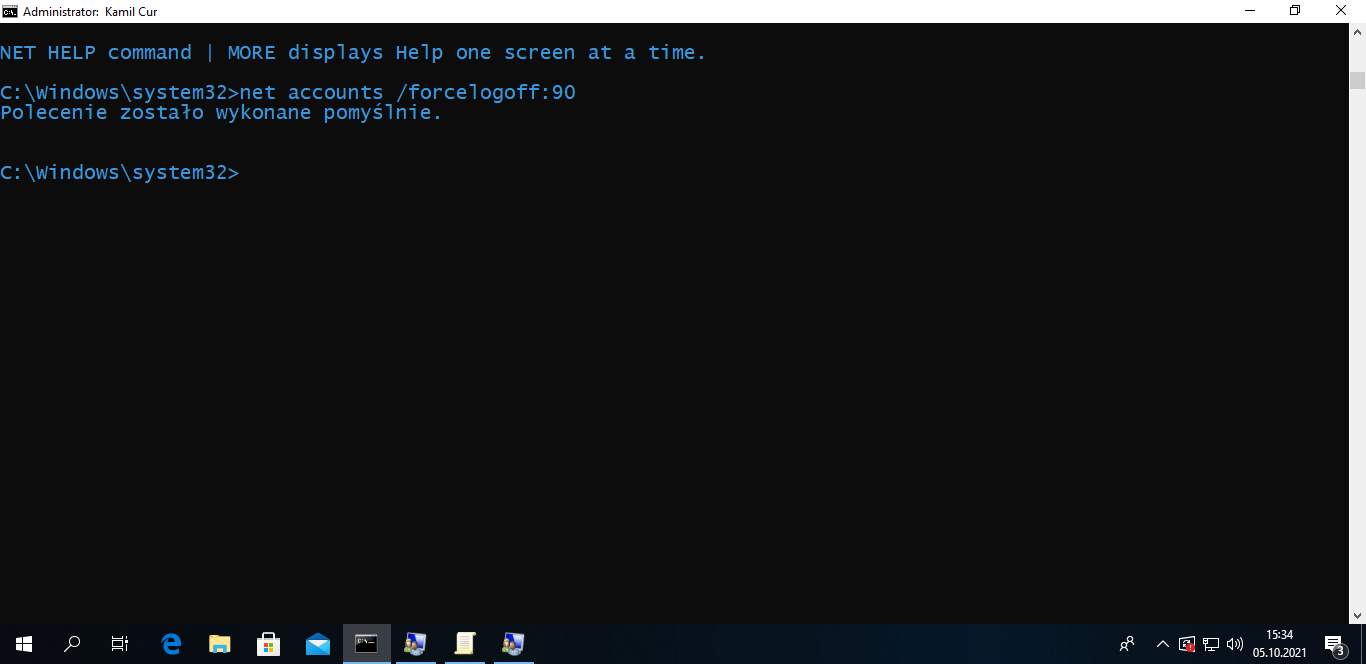 Administrator: Kamil Cur
NET HELP command | MORE displays Help one screen at a time.
C:\Windows\system32>net accounts /forcelogoff:90
Polecenie zostało wykonane pomyślnie.
C:\Windows\system32>
15:34
05.10.2021
3